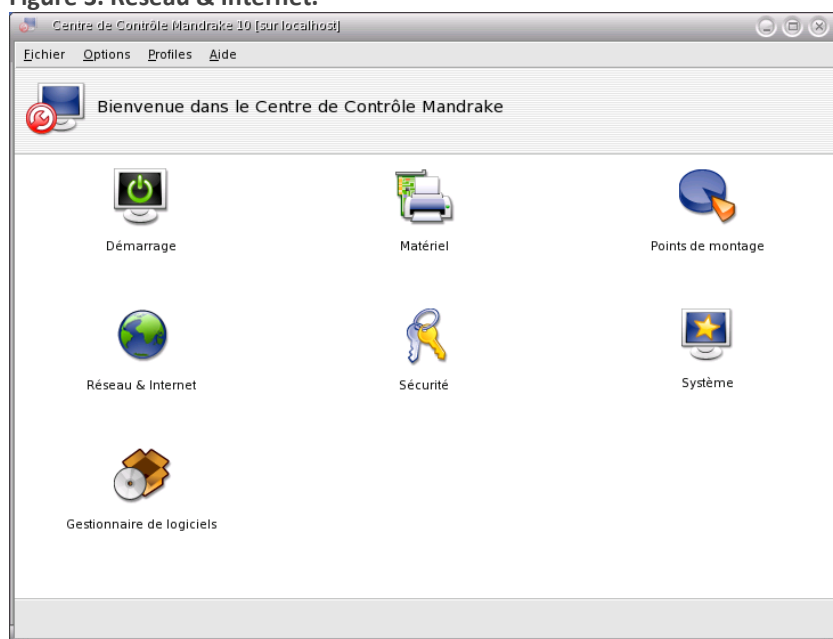 Figure 3. Réseau & Internet.
Centre de Contrôle Mandrake 10 [sur localhost]
Fichier Options Profiles Aide
Bienvenue dans le Centre de Contrôle Mandrake
Démarrage Matériel Points de montage
Réseau & Internet Sécurité Système
Gestionnaire de logiciels